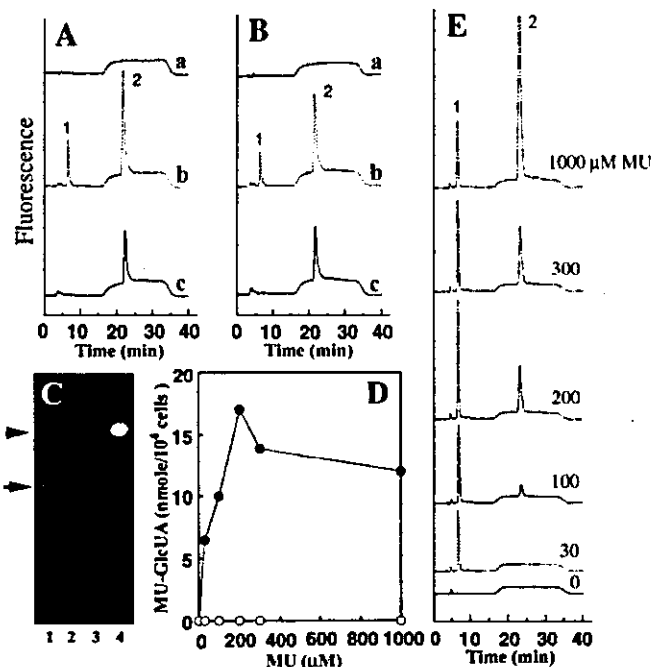 A
a
2
1
b
c
Fluorescence
0 10 20 30 40
Time (min)
B
a
2
1
b
c
0 10 20 30 40
Time (min)
C
1 2 3 4
D
MU-GlcUA (nmole/10⁴ cells)
20
15
10
5
0
0 200 400 600 800 1000
MU (μM)
E
2
1
1000 μM MU
300
200
100
30
0
0 10 20 30 40
Time (min)